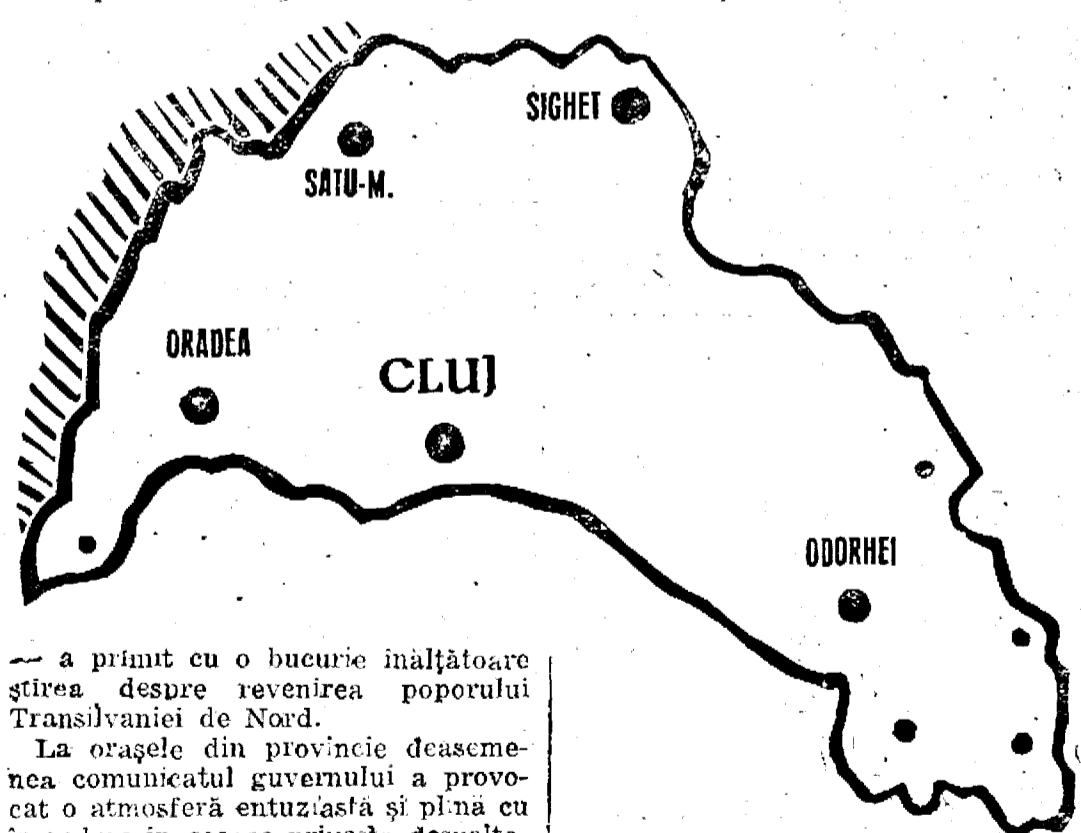 SIGHET
SATU-M.
ORADEA
CLUJ
ODORHEI
— a primit cu o bucurie înălțătoare
știrea despre revenirea poporului
Transilvaniei de Nord.
La orașele din provincie deaseme-
nea comunicatul guvernului a provo-
cat o atmosferă entuziastă și plină cu